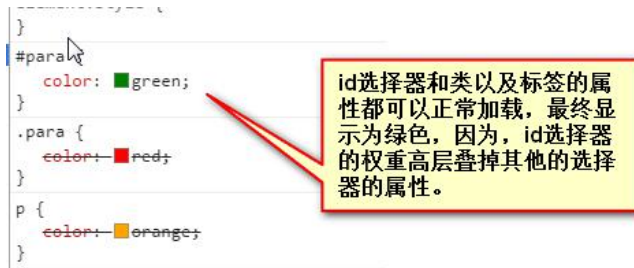 }
#para {
color: green;
}
.para {
color: red;
}
p {
color: orange;
}
id选择器和类以及标签的属
性都可以正常加载，最终显
示为绿色，因为，id选择器
的权重高层叠掉其他的选择
器的属性。